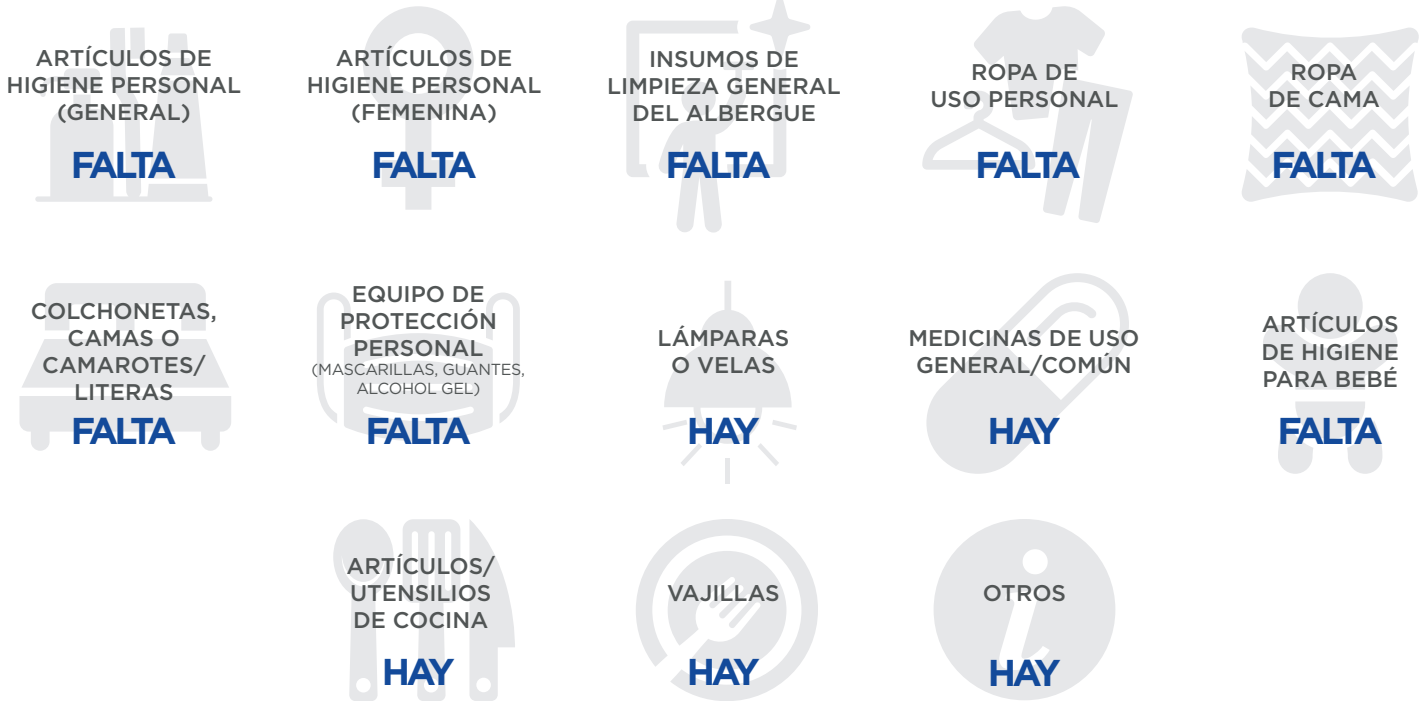 ARTÍCULOS DE
HIGIENE PERSONAL
(GENERAL)
FALTA
ARTÍCULOS DE
HIGIENE PERSONAL
(FEMENINA)
FALTA
INSUMOS DE
LIMPIEZA GENERAL
DEL ALBERGUE
FALTA
ROPA DE
USO PERSONAL
FALTA
ROPA
DE CAMA
FALTA
COLCHONETAS,
CAMAS O
CAMAROTES/
LITERAS
FALTA
EQUIPO DE
PROTECCIÓN
PERSONAL
(MASCARILLAS, GUANTES,
ALCOHOL GEL)
FALTA
LÁMPARAS
O VELAS
HAY
MEDICINAS DE USO
GENERAL/COMÚN
HAY
ARTÍCULOS
DE HIGIENE
PARA BEBÉ
FALTA
ARTÍCULOS/
UTENSILIOS
DE COCINA
HAY
VAJILLAS
HAY
OTROS
HAY